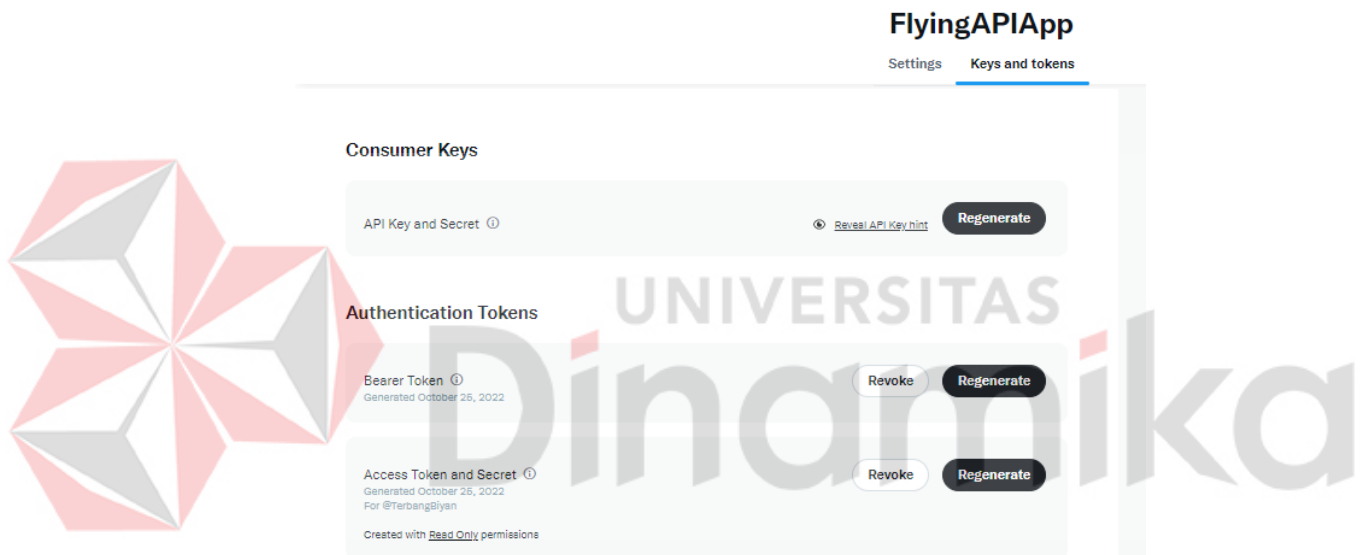 FlyingAPIApp
Settings Keys and tokens
Consumer Keys
API Key and Secret
Reveal API Key hint
Regenerate
UNIVERSITAS
Dinamika
Authentication Tokens
Bearer Token
Generated October 26, 2022
Revoke Regenerate
Access Token and Secret
Generated October 26, 2022
For @TerbangBiyan
Revoke Regenerate
Created with Read Only permissions